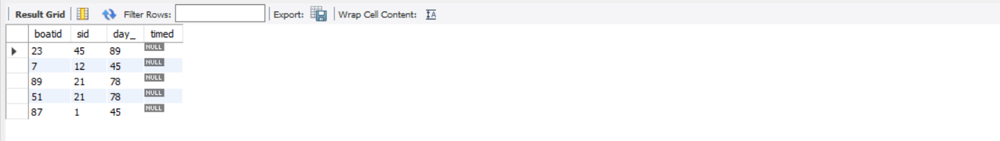 Result Grid Filter Rows: Export: Wrap Cell Content: IA
boatid sid day_ timed
23 45 89 NULL
7 12 45 NULL
89 21 78 NULL
51 21 78 NULL
87 1 45 NULL